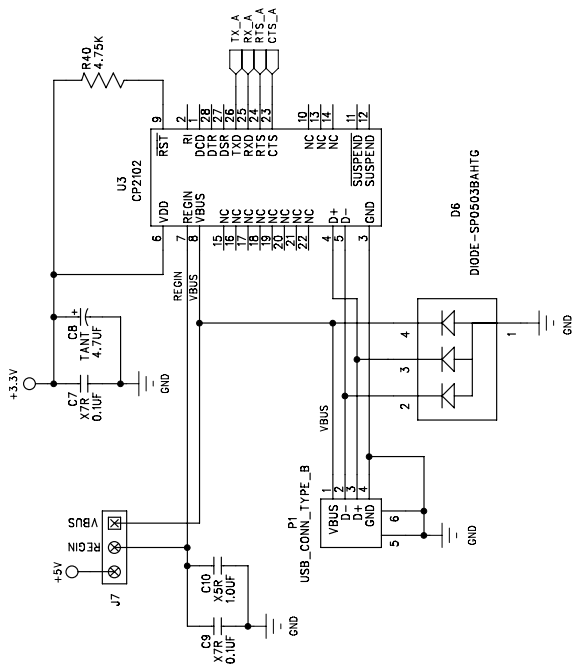 TX_A
RX_A
RTS_A
CTS_A
R40
4.75K
9
2
1
28
27
26
25
24
23
10
13
14
11
12
RST
RI
DCD
DTR
DSR
TXD
RXD
RTS
CTS
NC
NC
NC
SUSPEND
SUSPEND
U3
CP2102
VDD
REGIN
VBUS
NC
NC
NC
NC
NC
NC
NC
NC
D+
D-
GND
6
7
8
15
16
17
18
19
20
21
22
4
5
3
REGIN
VBUS
D6
DIODE-SP0503BAHTG
4
3
2
1
GND
+3.3V
C8
TANT
4.7UF
+
C7
X7R
0.1UF
GND
VBUS
P1
USB_CONN_TYPE_B
1
2
3
4
VBUS
D-
D+
GND
6
5
GND
VBUS
REGIN
+5V
J7
C10
X5R
1.0UF
C9
X7R
0.1UF
GND